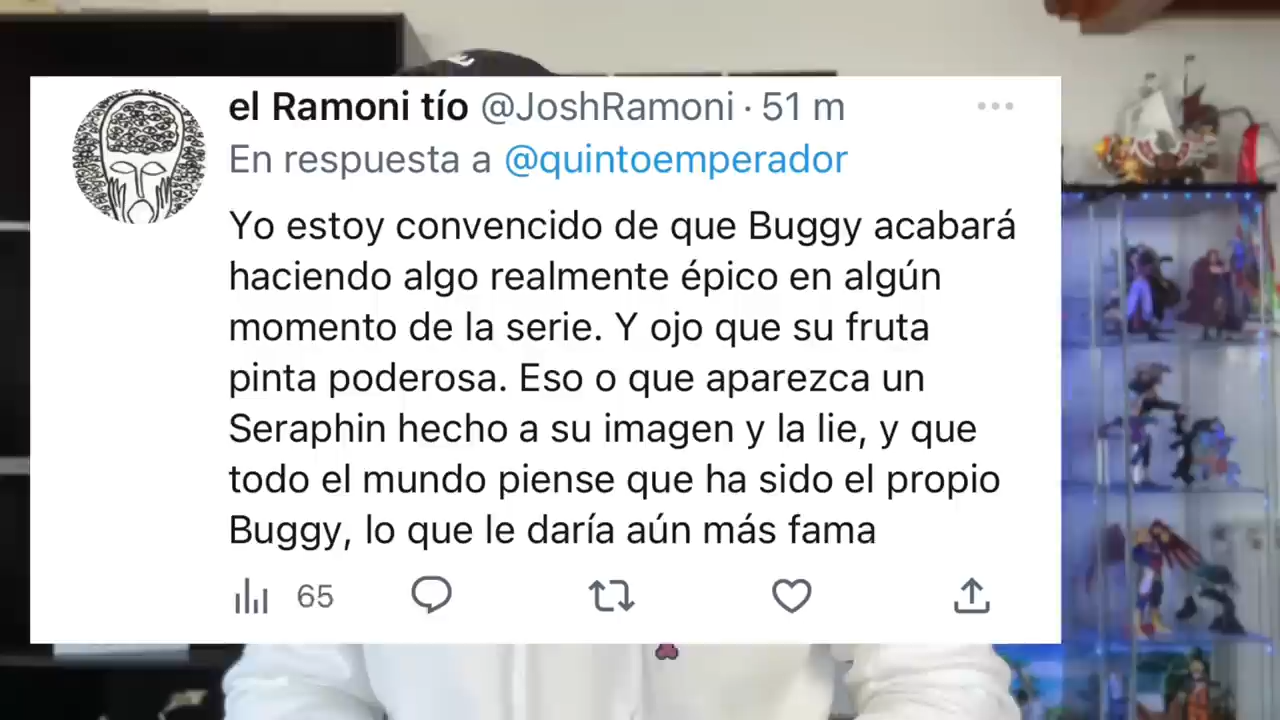 el Ramoni tío @JoshRamoni · 51 m
En respuesta a @quintoemperador
Yo estoy convencido de que Buggy acabará
haciendo algo realmente épico en algún
momento de la serie. Y ojo que su fruta
pinta poderosa. Eso o que aparezca un
Seraphin hecho a su imagen y la lie, y que
todo el mundo piense que ha sido el propio
Buggy, lo que le daría aún más fama
65